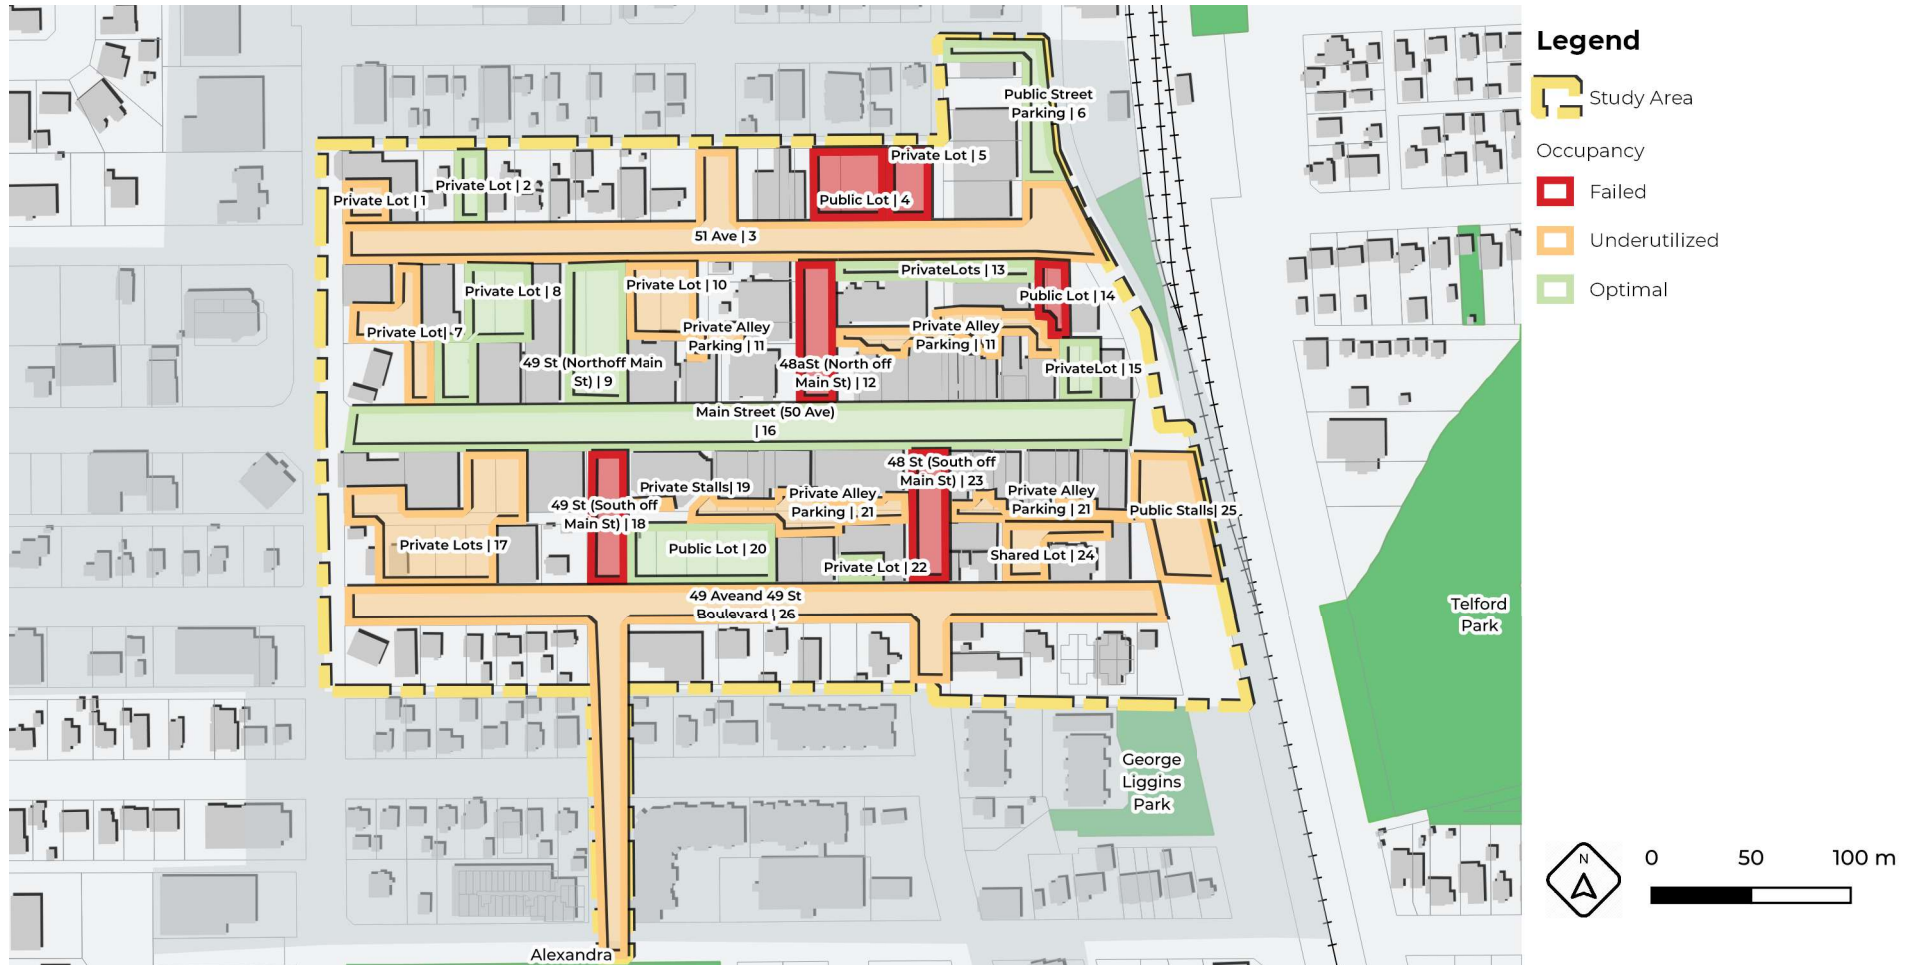 Legend
Study Area
Occupancy
Failed
Underutilized
Optimal
Public Street
Parking | 6
Private Lot | 5
Private Lot | 2
Private Lot | 1
Public Lot | 4
51 Ave | 3
PrivateLots | 13
Private Lot | 8
Private Lot | 10
Public Lot | 14
Private Lot| 7
Private Alley
Parking | 11
Private Alley
Parking | 11
49 St (Northoff Main
St) | 9
48aSt (North off
Main St) | 12
PrivateLot | 15
Main Street (50 Ave)
| 16
48 St (South off
Main St) | 23
Private Stalls| 19
49 St (South off
Main St) | 18
Private Alley
Parking | 21
Private Alley
Parking | 21
Public Stalls| 25
Private Lots | 17
Public Lot | 20
Shared Lot | 24
Private Lot | 22
49 Aveand 49 St
Boulevard | 26
Telford
Park
George
Liggins
Park
Alexandra
N
0 50 100 m